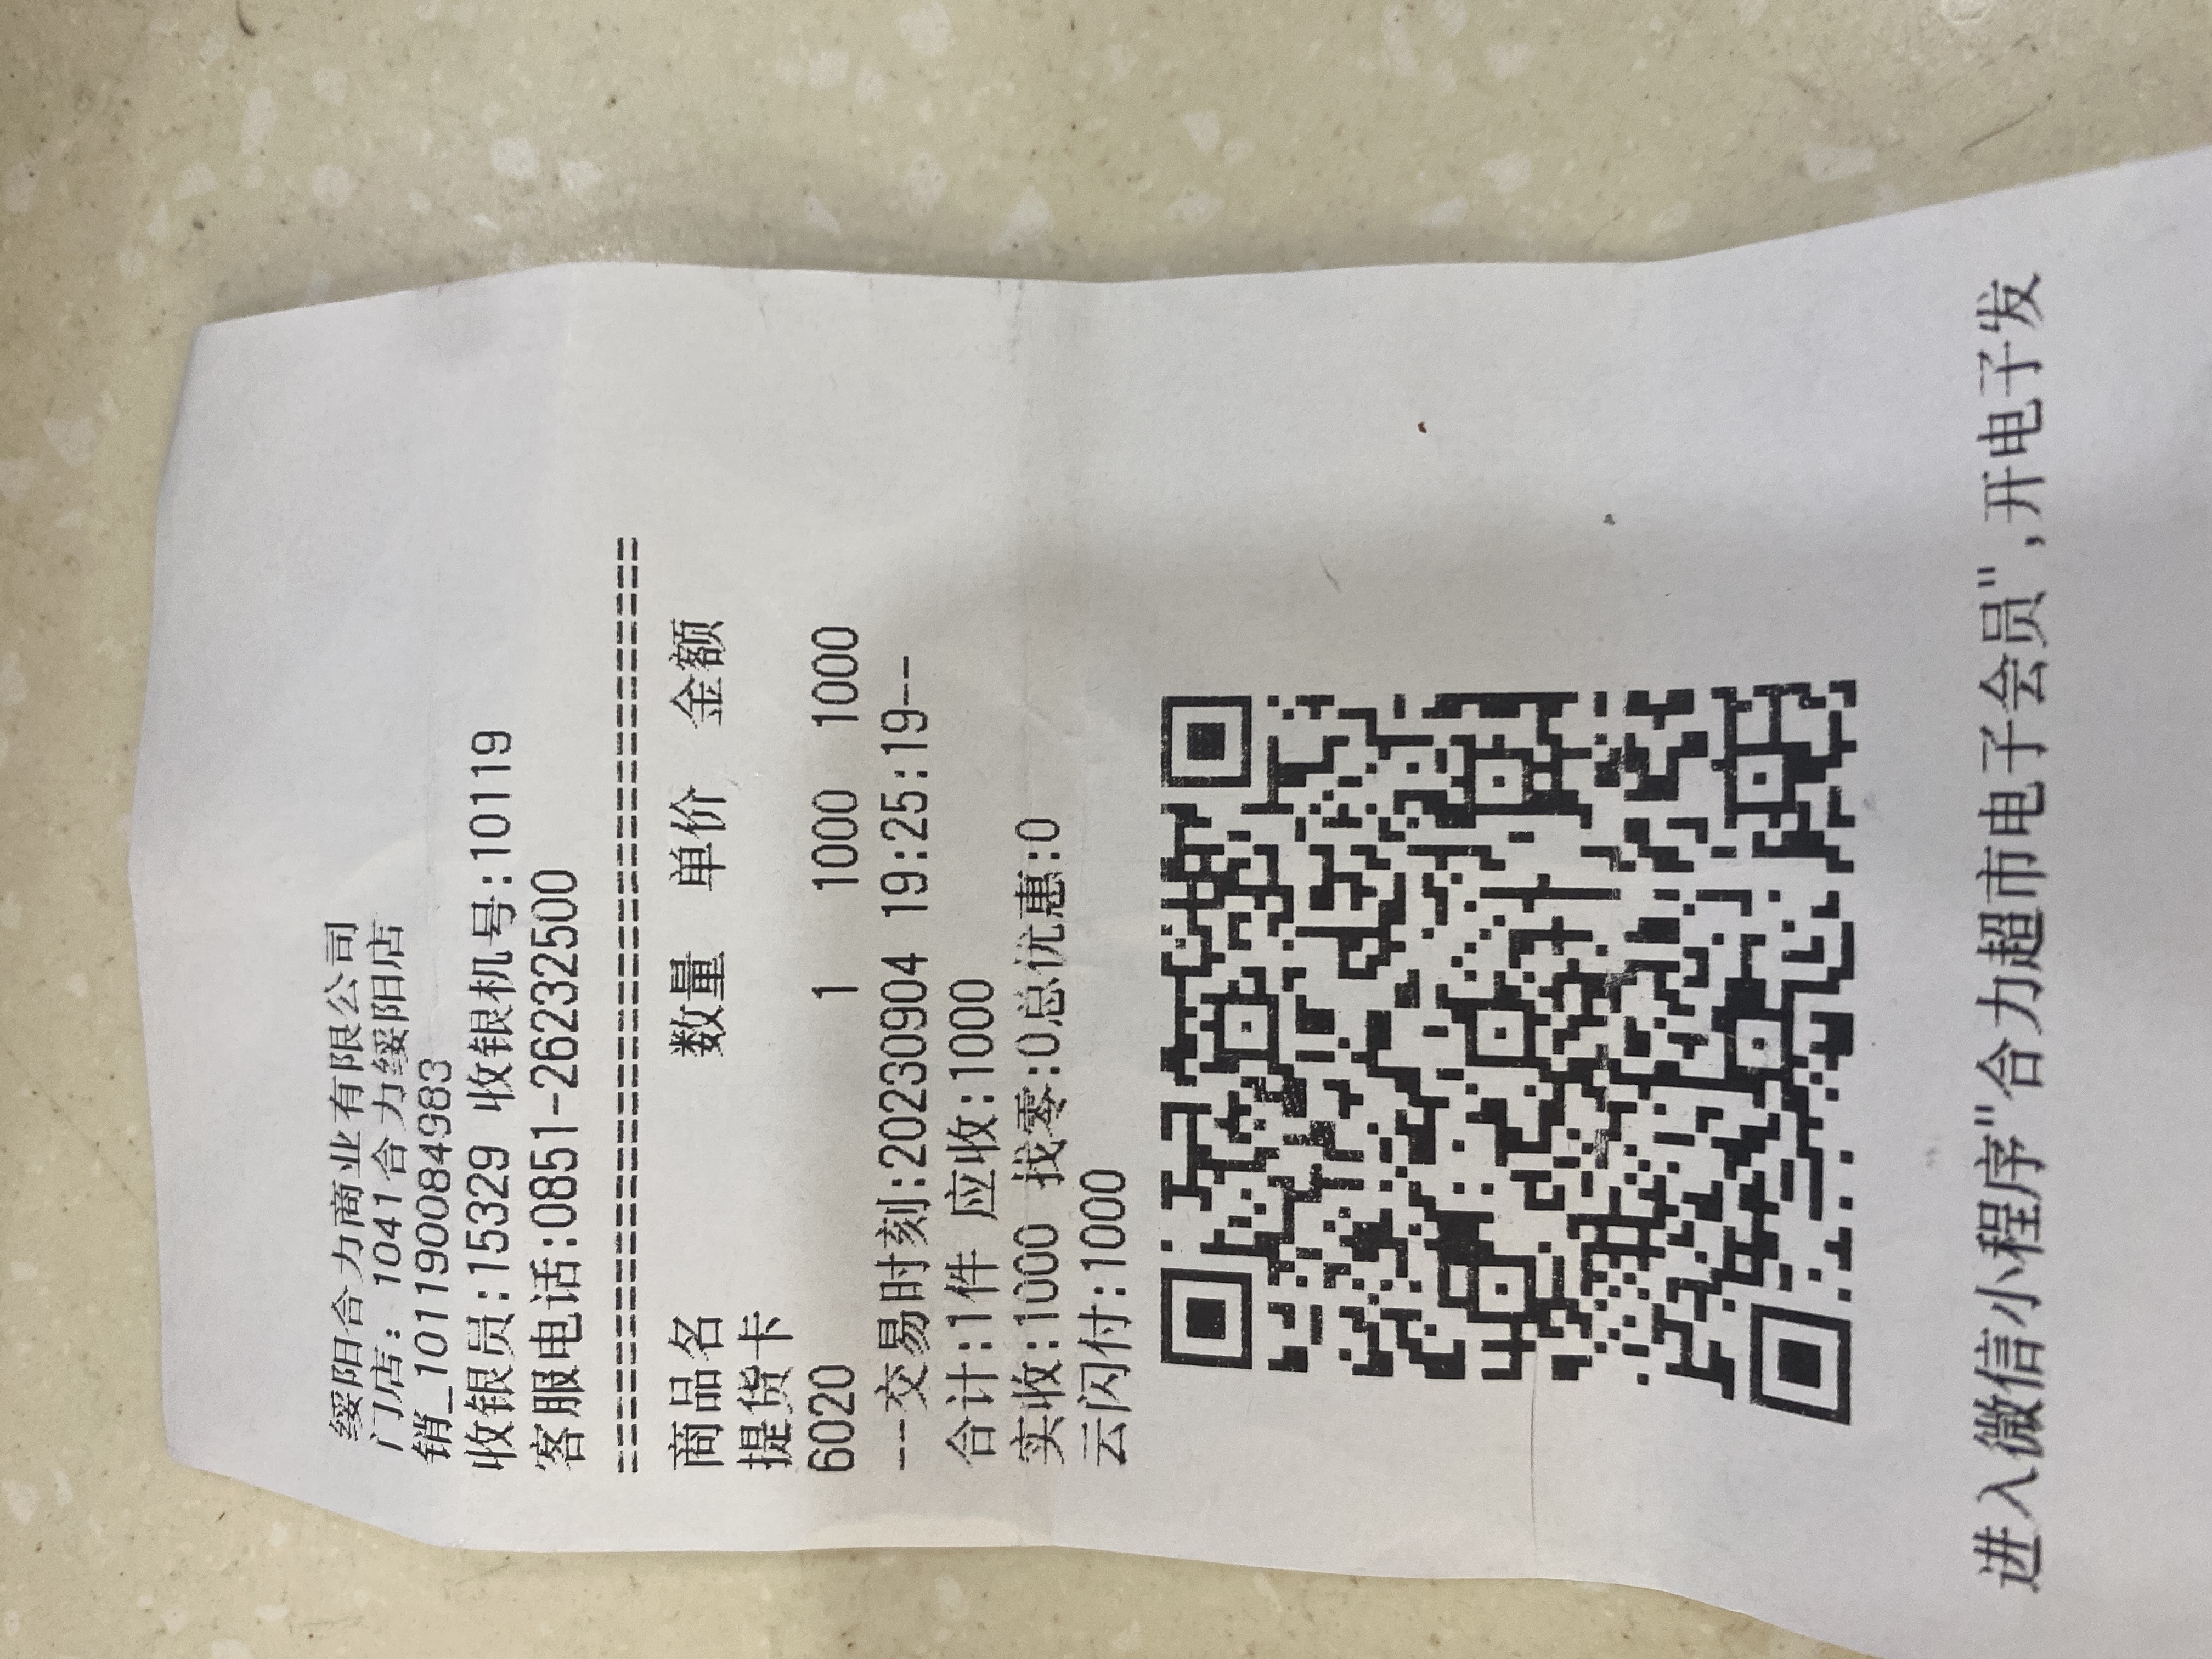 绥阳合力商业有限公司
门店: 1041合力绥阳店
销_10119008​4983
收银员:15329 收银机号:10119
客服电话:0851-26232500
==================================
商品名 数量 单价 金额
提货卡
6020 1 1000 1000
--交易时刻:20230904 19:25:19--
合计:1件 应收:1000
实收:1000 找零:0总优惠:0
云闪付:1000
进入微信小程序"合力超市电子会员",开电子发